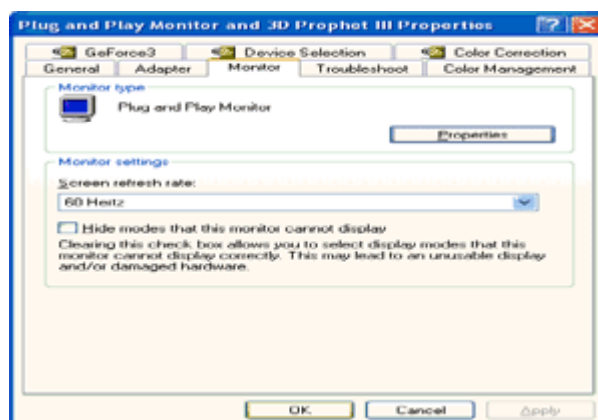 Plug and Play Monitor and 3D Prophet III Properties
GeForce3 Device Selection Color Correction
General Adapter Monitor Troubleshoot Color Management
Monitor type
Plug and Play Monitor
Properties
Monitor settings
Screen refresh rate:
60 Hertz
Hide modes that this monitor cannot display
Clearing this check box allows you to select display modes that this
monitor cannot display correctly. This may lead to an unusable display
and/or damaged hardware.
OK Cancel Apply